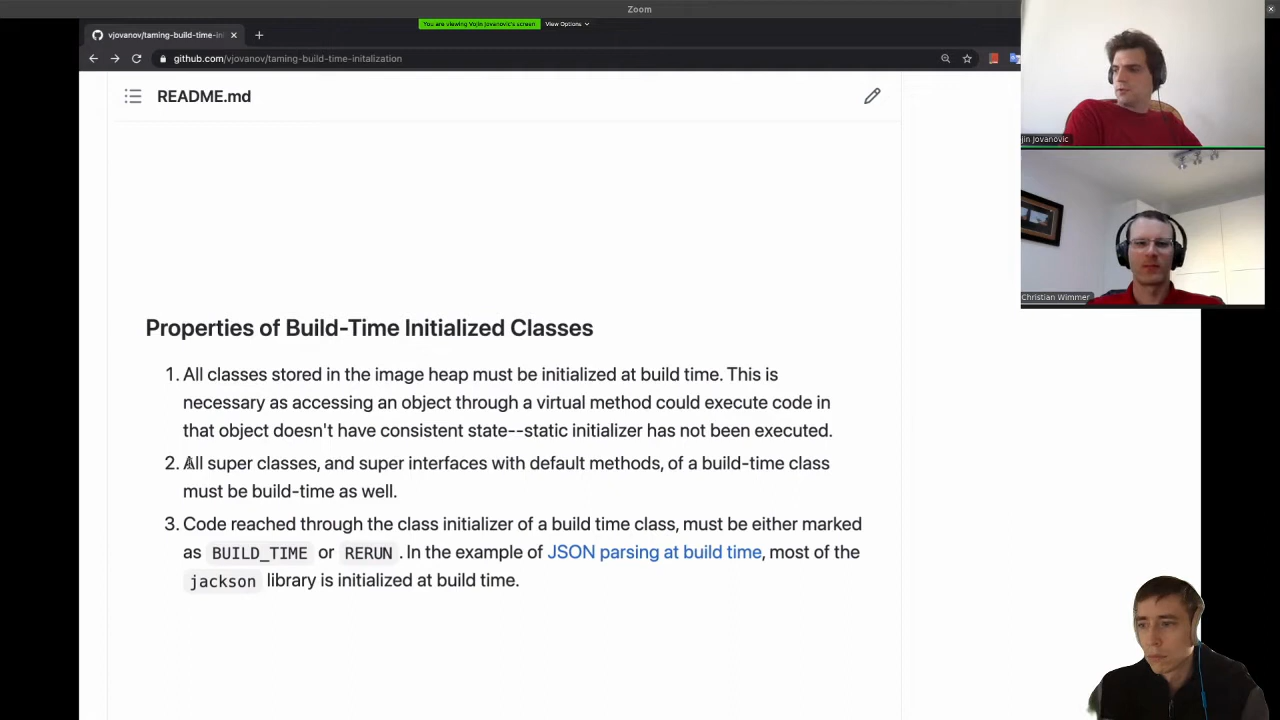 Zoom
You are viewing Vojin Jovanovic's screen View Options
vjovanov/taming-build-time-in
github.com/vjovanov/taming-build-time-initalization
README.md
jin Jovanovic
Christian Wimmer
Properties of Build-Time Initialized Classes
1. All classes stored in the image heap must be initialized at build time. This is
necessary as accessing an object through a virtual method could execute code in
that object doesn't have consistent state--static initializer has not been executed.
2. All super classes, and super interfaces with default methods, of a build-time class
must be build-time as well.
3. Code reached through the class initializer of a build time class, must be either marked
as BUILD_TIME or RERUN. In the example of JSON parsing at build time, most of the
jackson library is initialized at build time.